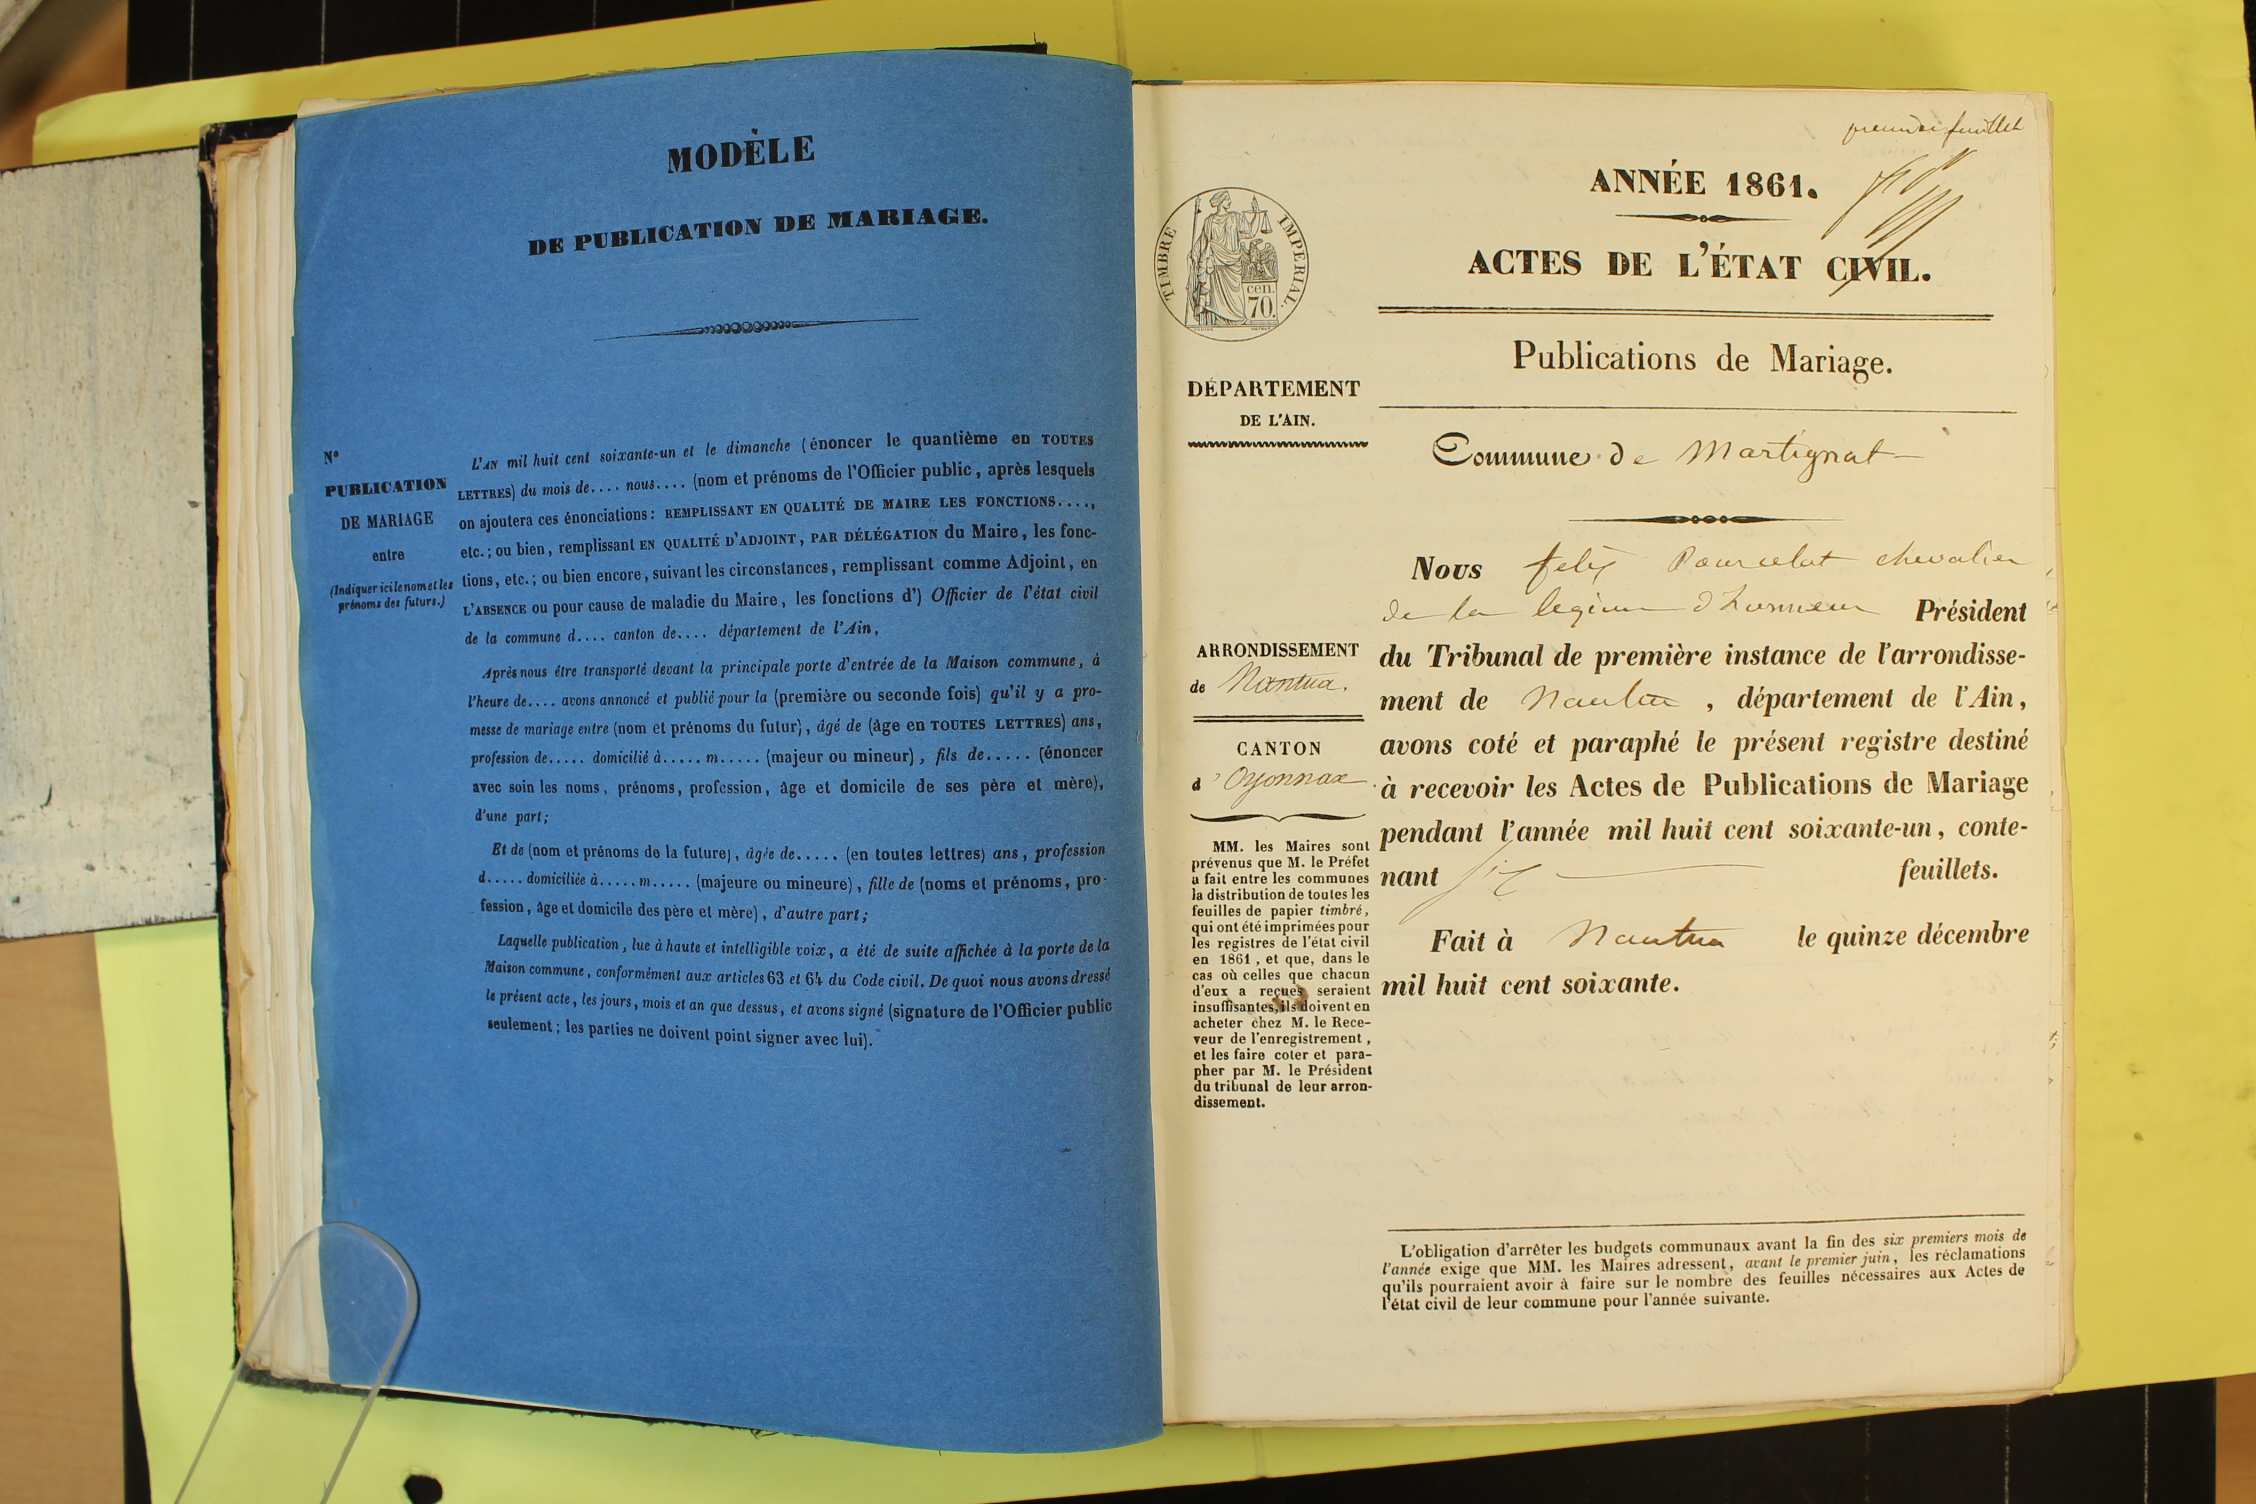 MODÈLE
DE PUBLICATION DE MARIAGE.
N°
PUBLICATION
DE MARIAGE
entre
(Indiquer ici le nom et les
prénoms des futurs.)
L'AN mil huit cent soixante-un et le dimanche (énoncer le quantième en TOUTES
LETTRES) du mois de.... nous.... (nom et prénoms de l'Officier public, après lesquels
on ajoutera ces énonciations: REMPLISSANT EN QUALITÉ DE MAIRE LES FONCTIONS....,
etc.; ou bien, remplissant EN QUALITÉ D'ADJOINT, PAR DÉLÉGATION du Maire, les fonc-
tions, etc.; ou bien encore, suivant les circonstances, remplissant comme Adjoint, en
L'ABSENCE ou pour cause de maladie du Maire, les fonctions d') Officier de l'état civil
de la commune d.... canton de.... département de l'Ain,
Après nous être transporté devant la principale porte d'entrée de la Maison commune, à
l'heure de.... avons annoncé et publié pour la (première ou seconde fois) qu'il y a pro-
messe de mariage entre (nom et prénoms du futur), âgé de (âge en TOUTES LETTRES) ans,
profession de..... domicilié à..... m..... (majeur ou mineur), fils de..... (énoncer
avec soin les noms, prénoms, profession, âge et domicile de ses père et mère),
d'une part;
Et de (nom et prénoms de la future), âgée de..... (en toutes lettres) ans, profession
d..... domiciliée à..... m..... (majeure ou mineure), fille de (noms et prénoms, pro-
fession, âge et domicile des père et mère), d'autre part;
Laquelle publication, lue à haute et intelligible voix, a été de suite affichée à la porte de la
Maison commune, conformément aux articles 63 et 64 du Code civil. De quoi nous avons dressé
le présent acte, les jours, mois et an que dessus, et avons signé (signature de l'Officier public
seulement; les parties ne doivent point signer avec lui).
premier feuillet
TIMBRE IMPÉRIAL.
cen.
70.
ANNÉE 1861.
ACTES DE L'ÉTAT CIVIL.
Publications de Mariage.
DÉPARTEMENT
DE L'AIN.
ARRONDISSEMENT
de Nantua.
CANTON
d'Oyonnax
MM. les Maires sont
prévenus que M. le Préfet
a fait entre les communes
la distribution de toutes les
feuilles de papier timbré,
qui ont été imprimées pour
les registres de l'état civil
en 1861, et que, dans le
cas où celles que chacun
d'eux a reçues seraient
insuffisantes, ils doivent en
acheter chez M. le Rece-
veur de l'enregistrement,
et les faire coter et para-
pher par M. le Président
du tribunal de leur arron-
dissement.
Commune de Martignat
Nous felix Pourcelot chevalier
de la legion d'honneur Président
du Tribunal de première instance de l'arrondisse-
ment de Nantua, département de l'Ain,
avons coté et paraphé le présent registre destiné
à recevoir les Actes de Publications de Mariage
pendant l'année mil huit cent soixante-un, conte-
nant six feuillets.
Fait à Nantua le quinze décembre
mil huit cent soixante.
L'obligation d'arrêter les budgets communaux avant la fin des six premiers mois de
l'année exige que MM. les Maires adressent, avant le premier juin, les réclamations
qu'ils pourraient avoir à faire sur le nombre des feuilles nécessaires aux Actes de
l'état civil de leur commune pour l'année suivante.